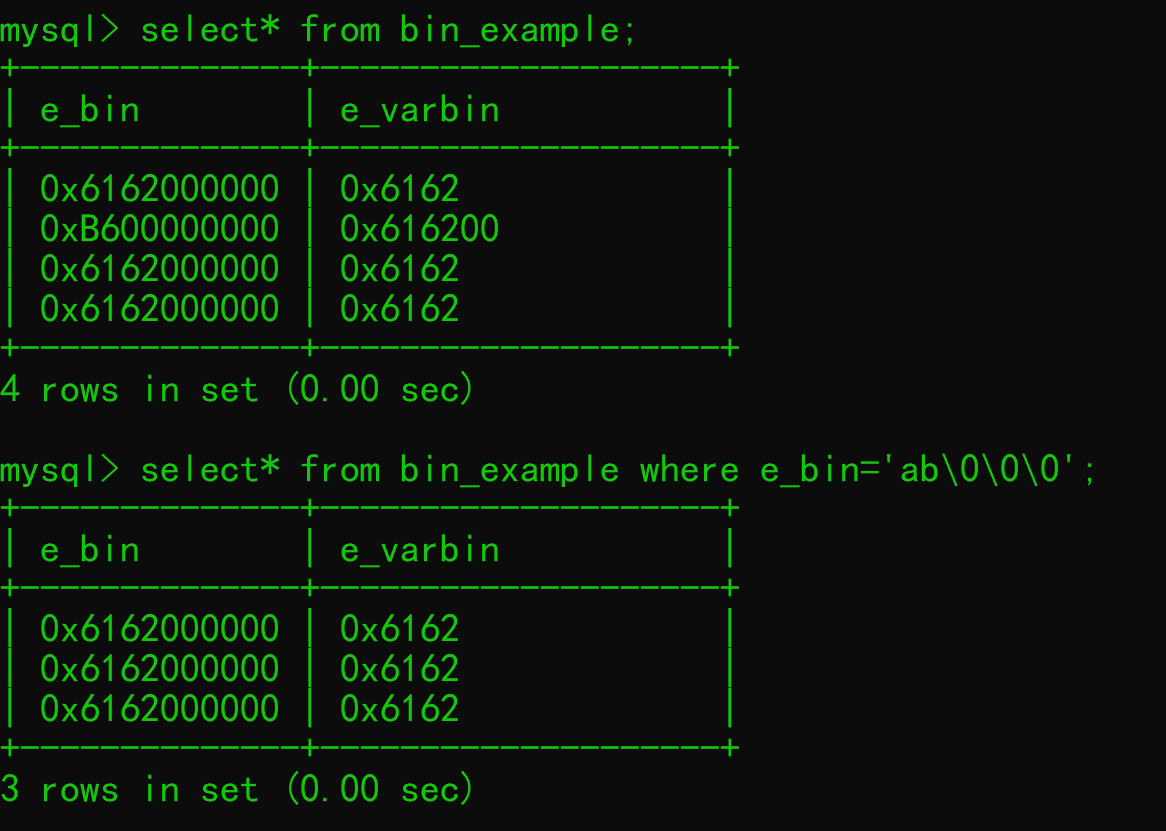 mysql> select* from bin_example;
+--------------+--------------------+
| e_bin        | e_varbin           |
+--------------+--------------------+
| 0x6162000000 | 0x6162             |
| 0xB600000000 | 0x616200           |
| 0x6162000000 | 0x6162             |
| 0x6162000000 | 0x6162             |
+--------------+--------------------+
4 rows in set (0.00 sec)
mysql> select* from bin_example where e_bin='ab\0\0\0';
+--------------+--------------------+
| e_bin        | e_varbin           |
+--------------+--------------------+
| 0x6162000000 | 0x6162             |
| 0x6162000000 | 0x6162             |
| 0x6162000000 | 0x6162             |
+--------------+--------------------+
3 rows in set (0.00 sec)